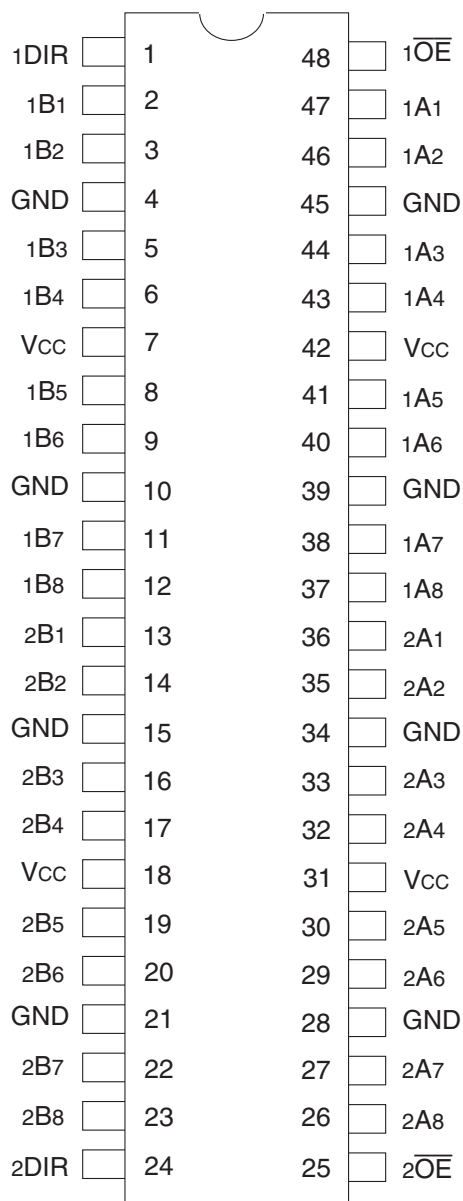 1DIR 1 48 1O̅E̅
1B1 2 47 1A1
1B2 3 46 1A2
GND 4 45 GND
1B3 5 44 1A3
1B4 6 43 1A4
VCC 7 42 VCC
1B5 8 41 1A5
1B6 9 40 1A6
GND 10 39 GND
1B7 11 38 1A7
1B8 12 37 1A8
2B1 13 36 2A1
2B2 14 35 2A2
GND 15 34 GND
2B3 16 33 2A3
2B4 17 32 2A4
VCC 18 31 VCC
2B5 19 30 2A5
2B6 20 29 2A6
GND 21 28 GND
2B7 22 27 2A7
2B8 23 26 2A8
2DIR 24 25 2O̅E̅